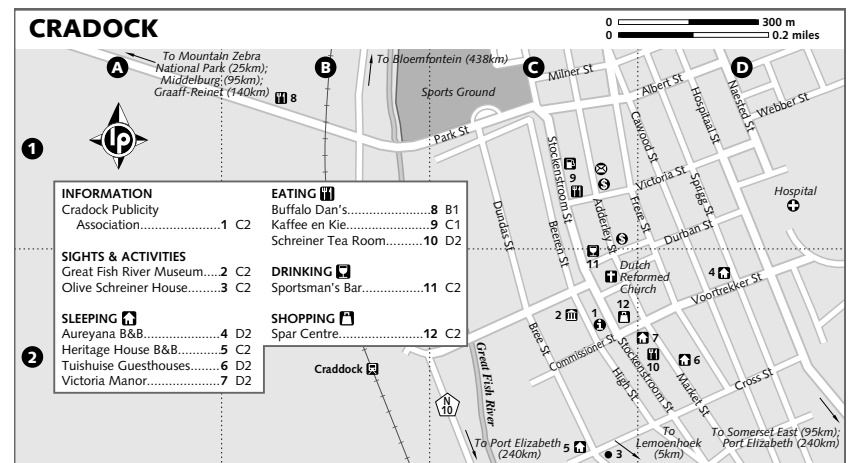 CRADOCK
0 300 m
0 0.2 miles
A
B
C
D
To Mountain Zebra
National Park (25km);
Middelburg (95km);
Graaff-Reinet (140km)
8
To Bloemfontein (438km)
Sports Ground
Milner St
Albert St
Naested St
Webber St
Hospitaal St
Cawood St
Park St
lp
1
Stockenstroom St
9
Victoria St
Sprigg St
Hospital
INFORMATION
Cradock Publicity
Association 1 C2
SIGHTS & ACTIVITIES
Great Fish River Museum 2 C2
Olive Schreiner House 3 C2
SLEEPING
Aureyana B&B 4 D2
Heritage House B&B 5 C2
Tuishuise Guesthouses 6 D2
Victoria Manor 7 D2
EATING
Buffalo Dan's 8 B1
Kaffee en Kie 9 C1
Schreiner Tea Room 10 D2
DRINKING
Sportsman's Bar 11 C2
SHOPPING
Spar Centre 12 C2
Dundas St
Beeren St
Adderley St
Frere St
Durban St
$
$
11
Dutch
Reformed
Church
4
Voortrekker St
2
1
12
i
7
2
Bree St
Commissioner St
10
6
Craddock
Great Fish River
High St
Stockenstroom St
Market St
Cross St
N
10
To Port Elizabeth
(240km)
5
3
To
Lemoenhoek
(5km)
To Somerset East (95km);
Port Elizabeth (240km)